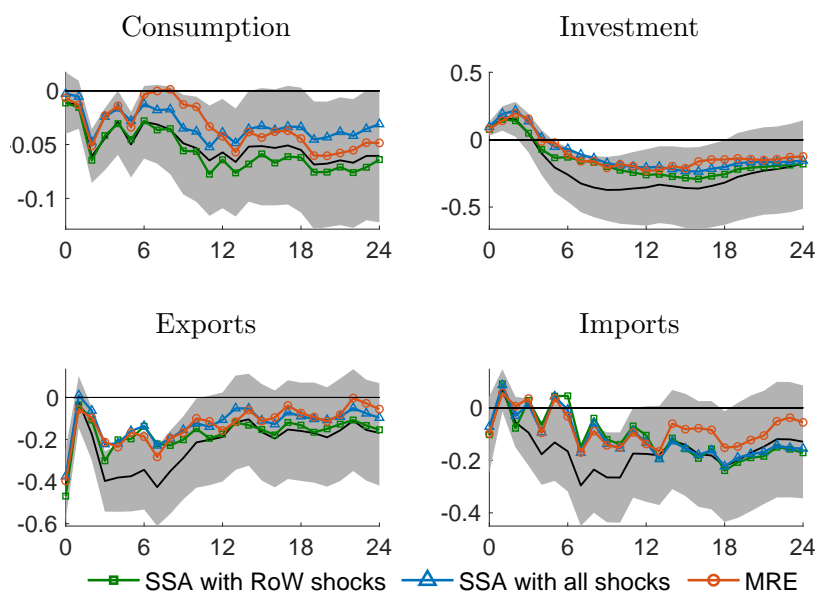 Consumption Investment
0 0.5
-0.05 0
-0.1 -0.5
0 6 12 18 24 0 6 12 18 24
Exports Imports
0 0
-0.2 -0.2
-0.4 -0.4
-0.6
0 6 12 18 24 0 6 12 18 24
SSA with RoW shocks SSA with all shocks MRE